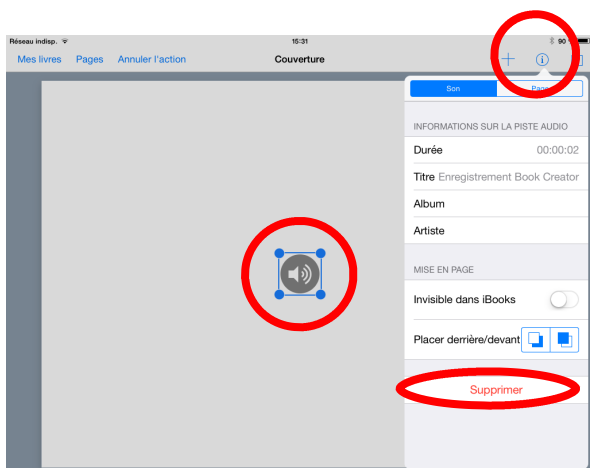 Réseau indisp. 15:31 90
Mes livres Pages Annuler l'action Couverture
Son Page
INFORMATIONS SUR LA PISTE AUDIO
Durée 00:00:02
Titre Enregistrement Book Creator
Album
Artiste
MISE EN PAGE
Invisible dans iBooks
Placer derrière/devant
Supprimer